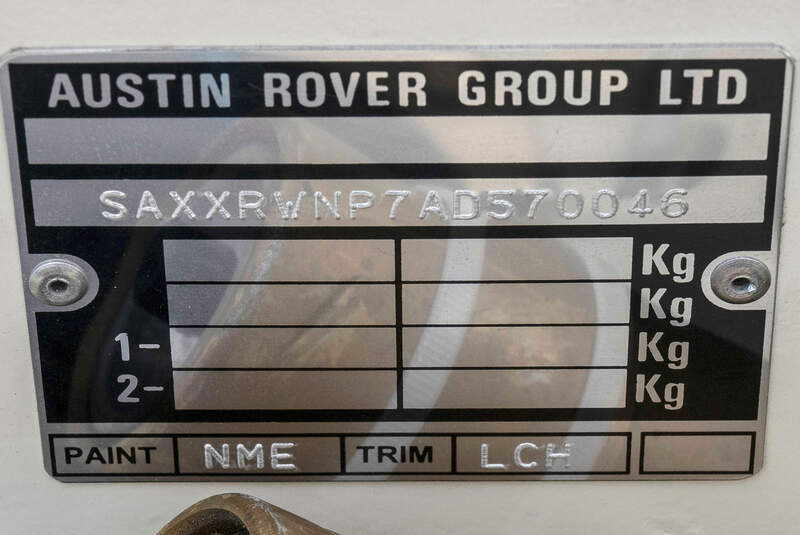 AUSTIN ROVER GROUP LTD
SAXXRWNP7AD570046
Kg
Kg
1- Kg
2- Kg
PAINT NME TRIM LCH